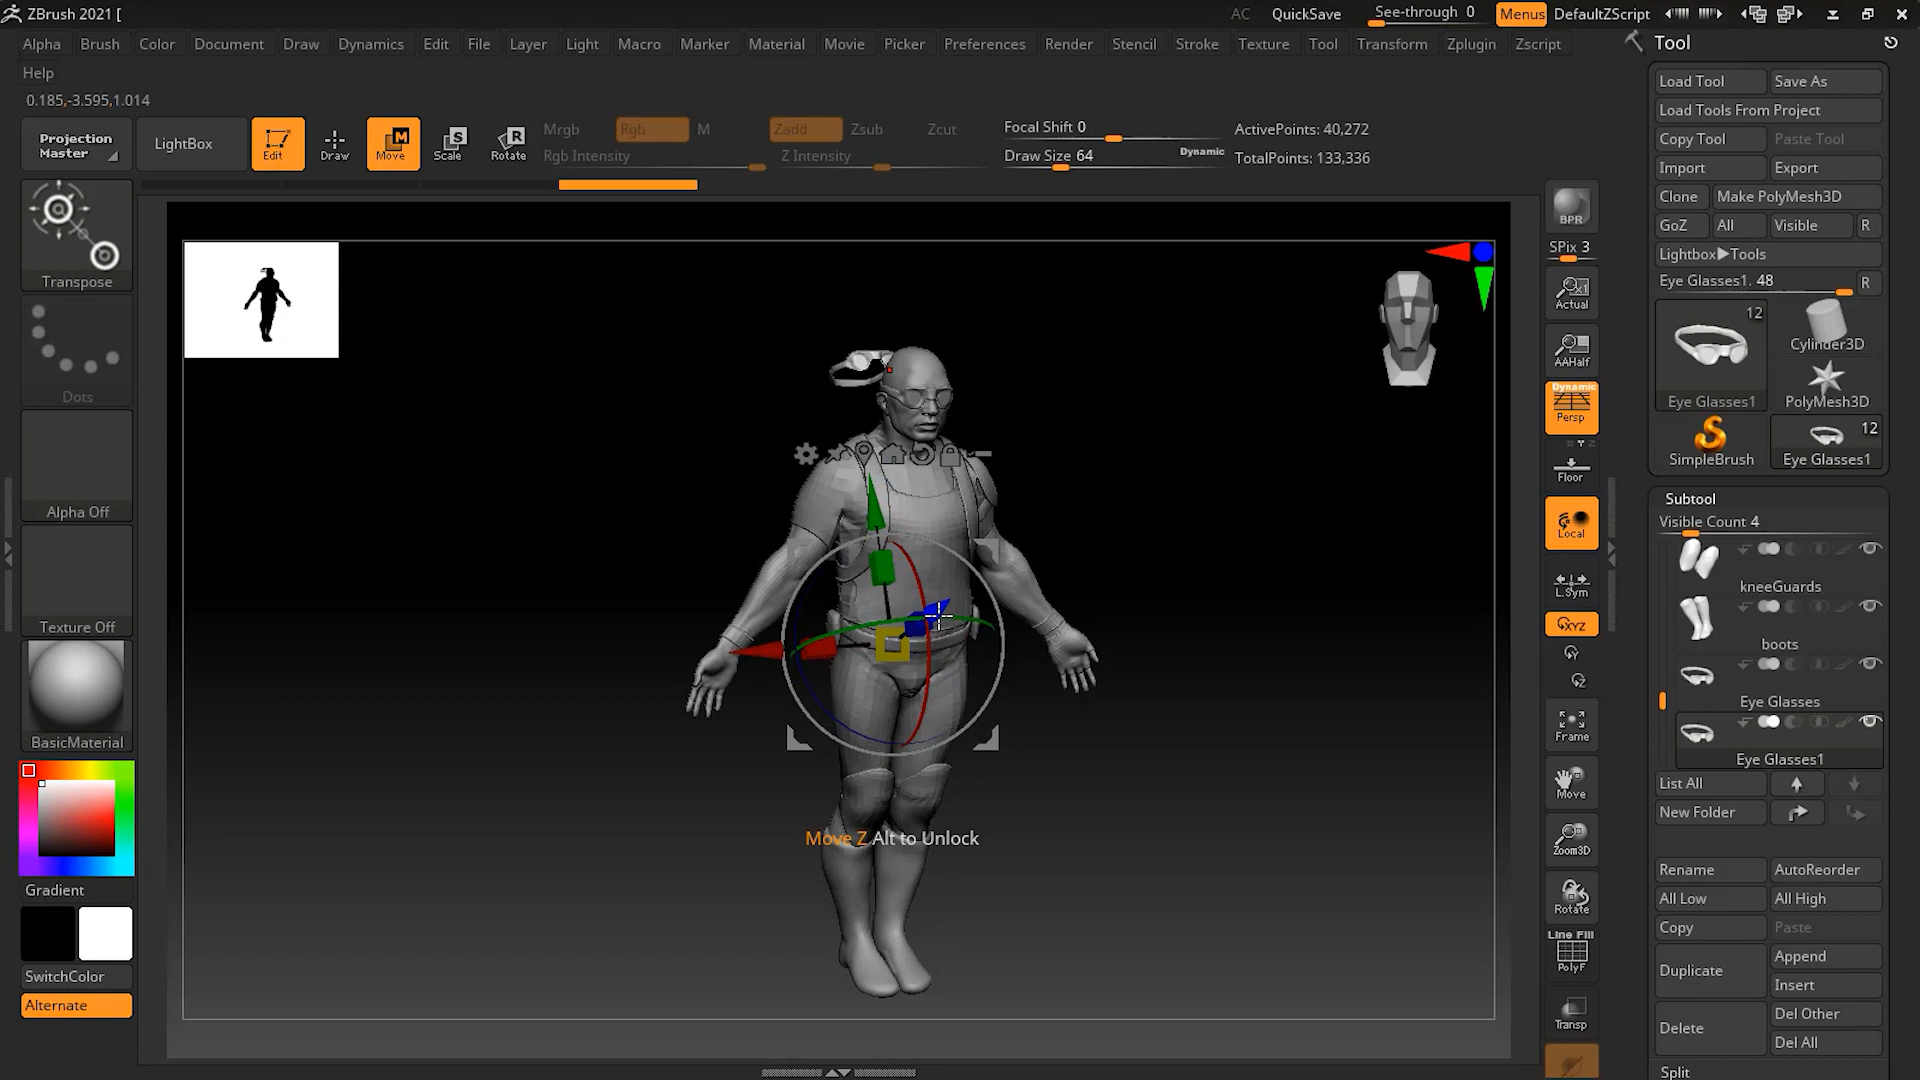 ZBrush 2021 [
AC QuickSave See-through 0 Menus DefaultZScript
Alpha Brush Color Document Draw Dynamics Edit File Layer Light Macro Marker Material Movie Picker Preferences Render Stencil Stroke Texture Tool Transform Zplugin Zscript
Help
0.185,-3.595,1.014
Projection Master
LightBox
Edit
Draw
M
Move
S
Scale
R
Rotate
Mrgb Rgb M
Rgb Intensity
Zadd Zsub Zcut
Z Intensity
Focal Shift 0
Draw Size 64 Dynamic
ActivePoints: 40,272
TotalPoints: 133,336
Transpose
Dots
Alpha Off
Texture Off
BasicMaterial
Gradient
SwitchColor
Alternate
Move Z Alt to Unlock
BPR
SPix 3
Actual
AAHalf
Dynamic
Persp
Floor
Local
L.Sym
XYZ
Y
Z
Frame
Move
Zoom3D
Rotate
Line Fill
PolyF
Transp
Tool
Load Tool Save As
Load Tools From Project
Copy Tool Paste Tool
Import Export
Clone Make PolyMesh3D
GoZ All Visible R
Lightbox▶Tools
Eye Glasses1. 48 R
12
Eye Glasses1
Cylinder3D
PolyMesh3D
SimpleBrush
12
Eye Glasses1
Subtool
Visible Count 4
kneeGuards
boots
Eye Glasses
Eye Glasses1
List All
New Folder
Rename AutoReorder
All Low All High
Copy Paste
Duplicate
Append
Insert
Delete
Del Other
Del All
Split